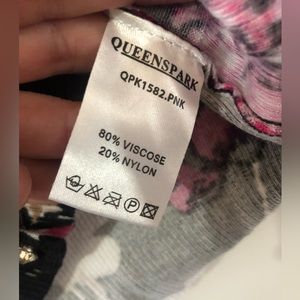 QUEENSPARK
QPK1582.PNK
80% VISCOSE
20% NYLON
P